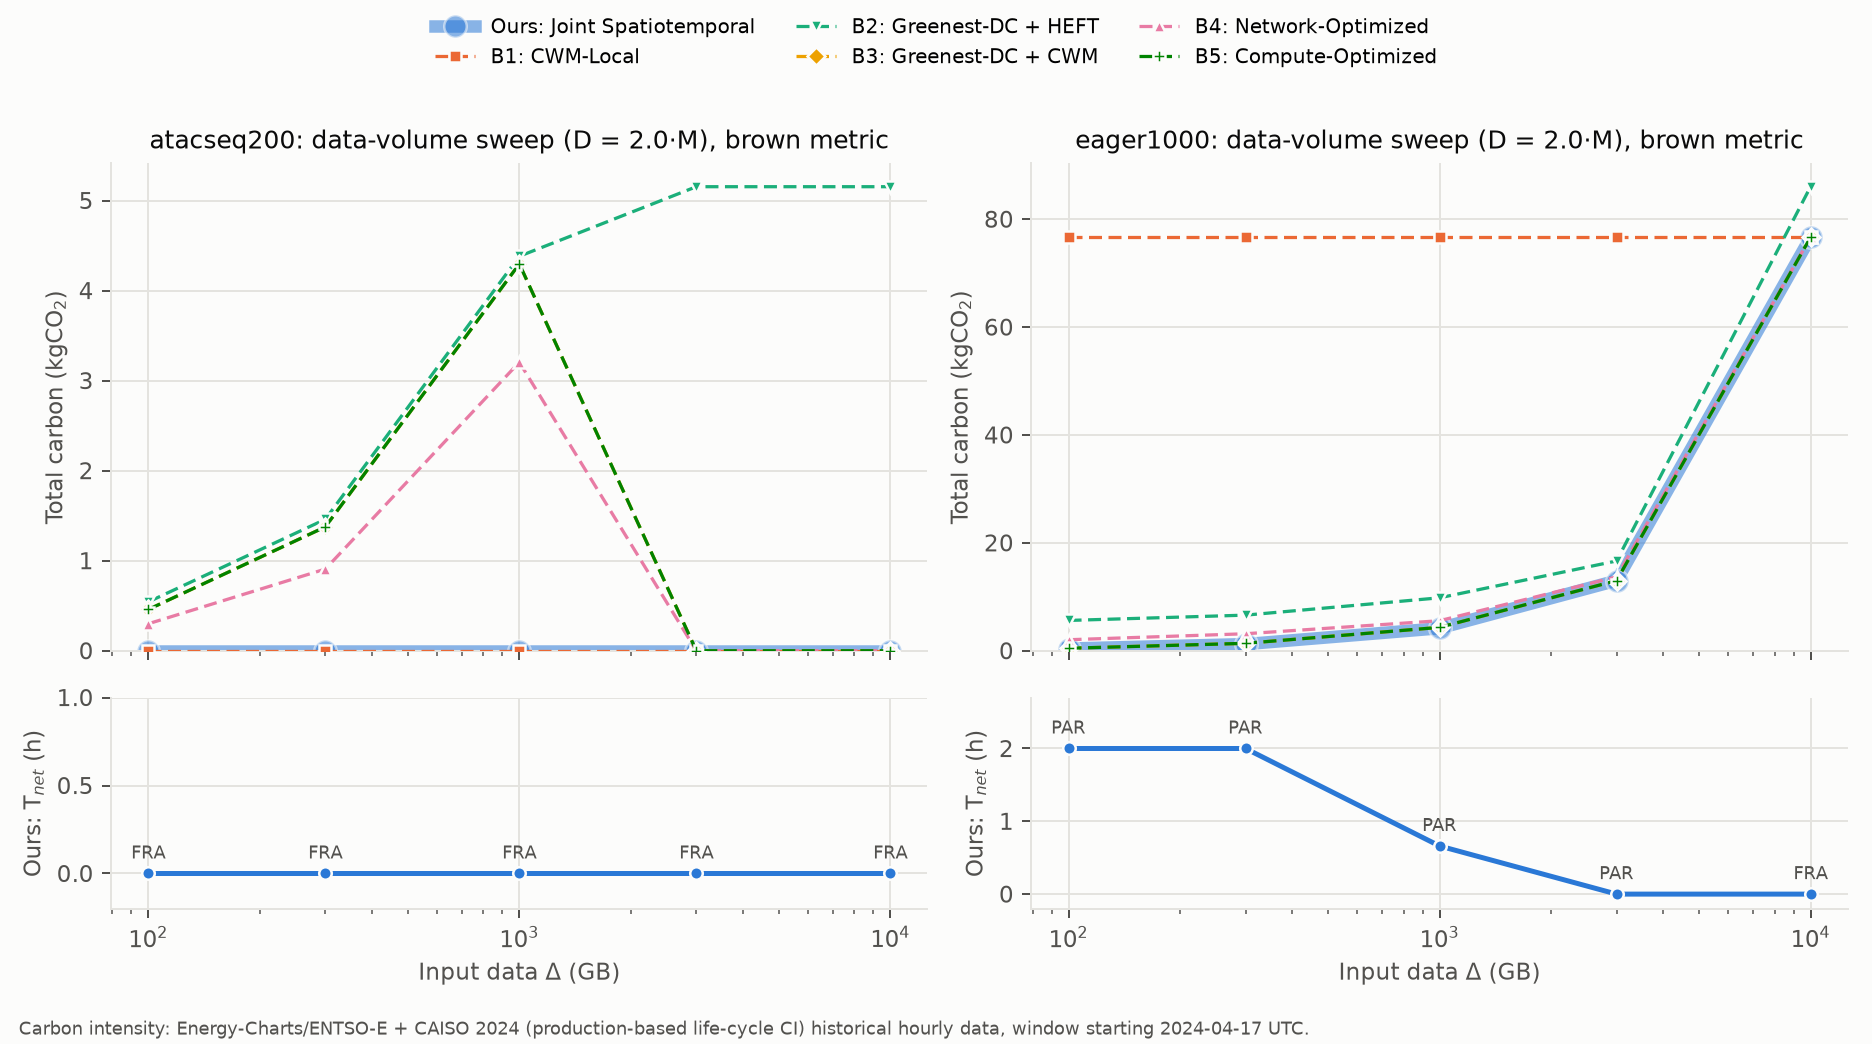 Ours: Joint Spatiotemporal
B1: CWM-Local
B2: Greenest-DC + HEFT
B3: Greenest-DC + CWM
B4: Network-Optimized
B5: Compute-Optimized
atacseq200: data-volume sweep (D = 2.0·M), brown metric
Total carbon (kgCO₂)
5
4
3
2
1
0
eager1000: data-volume sweep (D = 2.0·M), brown metric
Total carbon (kgCO₂)
80
60
40
20
0
Ours: Tₙₑₜ (h)
1.0
0.5
0.0
FRA FRA FRA FRA FRA
10² 10³ 10⁴
Input data Δ (GB)
Ours: Tₙₑₜ (h)
2
1
0
PAR PAR PAR PAR FRA
10² 10³ 10⁴
Input data Δ (GB)
Carbon intensity: Energy-Charts/ENTSO-E + CAISO 2024 (production-based life-cycle CI) historical hourly data, window starting 2024-04-17 UTC.